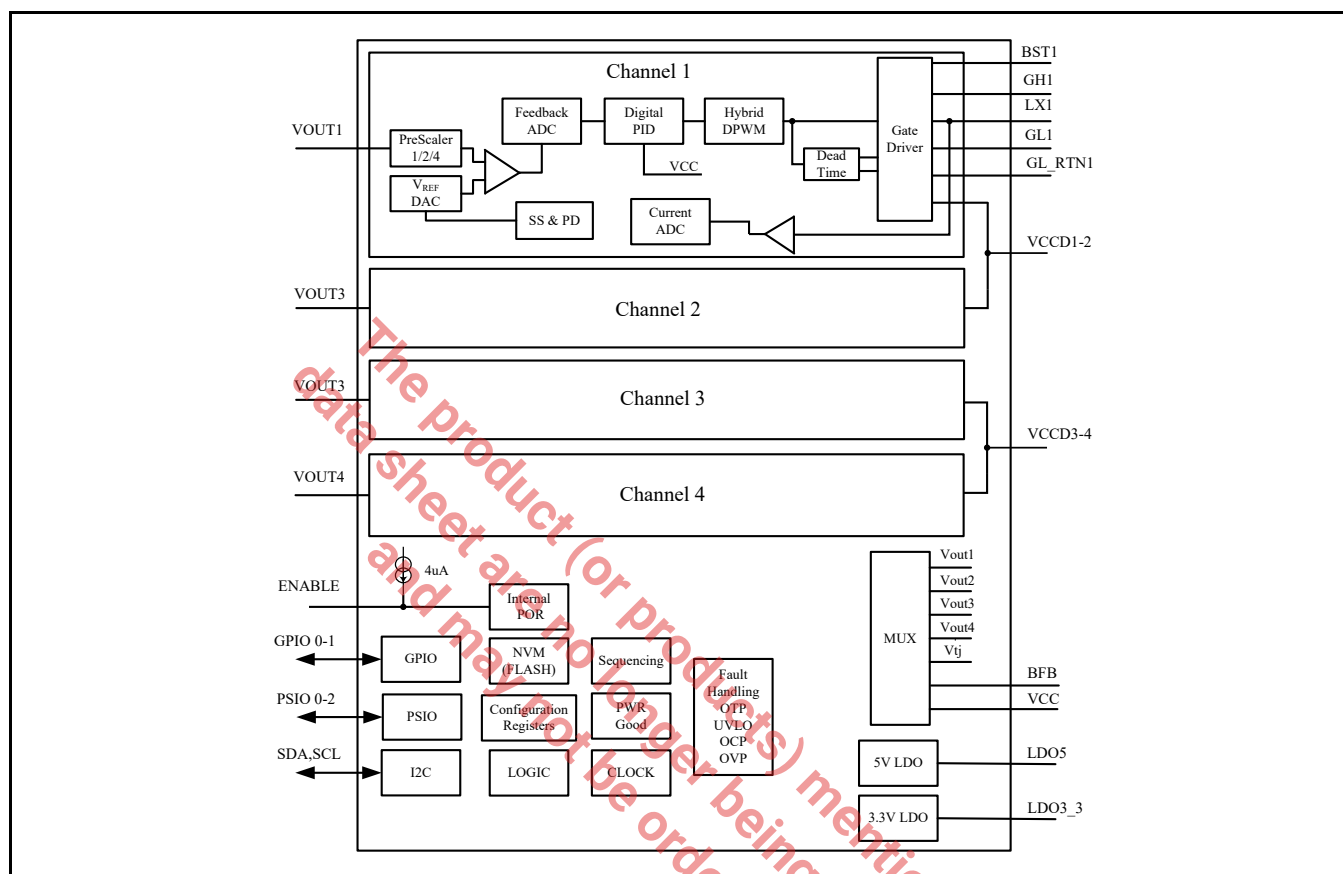 Channel 1
BST1
GH1
LX1
GL1
GL_RTN1
VOUT1
PreScaler
1/2/4
VREF
DAC
Feedback
ADC
Digital
PID
Hybrid
DPWM
VCC
Dead
Time
Gate
Driver
SS & PD
Current
ADC
VCCD1-2
VOUT3
Channel 2
VOUT3
Channel 3
VCCD3-4
VOUT4
Channel 4
ENABLE
4uA
Internal
POR
GPIO 0-1
GPIO
NVM
(FLASH)
Sequencing
PSIO 0-2
PSIO
Configuration
Registers
PWR
Good
SDA,SCL
I2C
LOGIC
CLOCK
Fault
Handling
OTP
UVLO
OCP
OVP
MUX
Vout1
Vout2
Vout3
Vout4
Vtj
BFB
VCC
5V LDO
LDO5
3.3V LDO
LDO3_3
The product (or products) mentio
data sheet are no longer being
and may not be orde